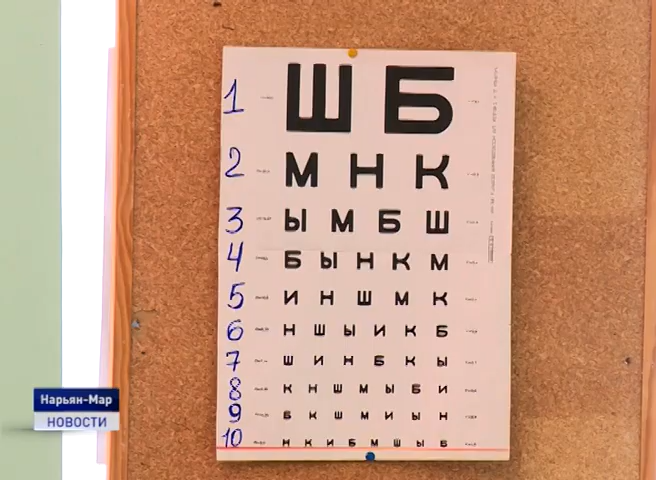 1 Ш Б
2 М Н К
3 Ы М Б Ш
4 Б Ы Н К М
5 И Н Ш М К
6 Н Ш Ы И К Б
7 Ш И Н Б К Ы
8 К Н Ш М Ы Б И
9 Б К Ш М И Ы Н
10 Н К И Б М Ш Ы Б
Нарьян-Мар
НОВОСТИ